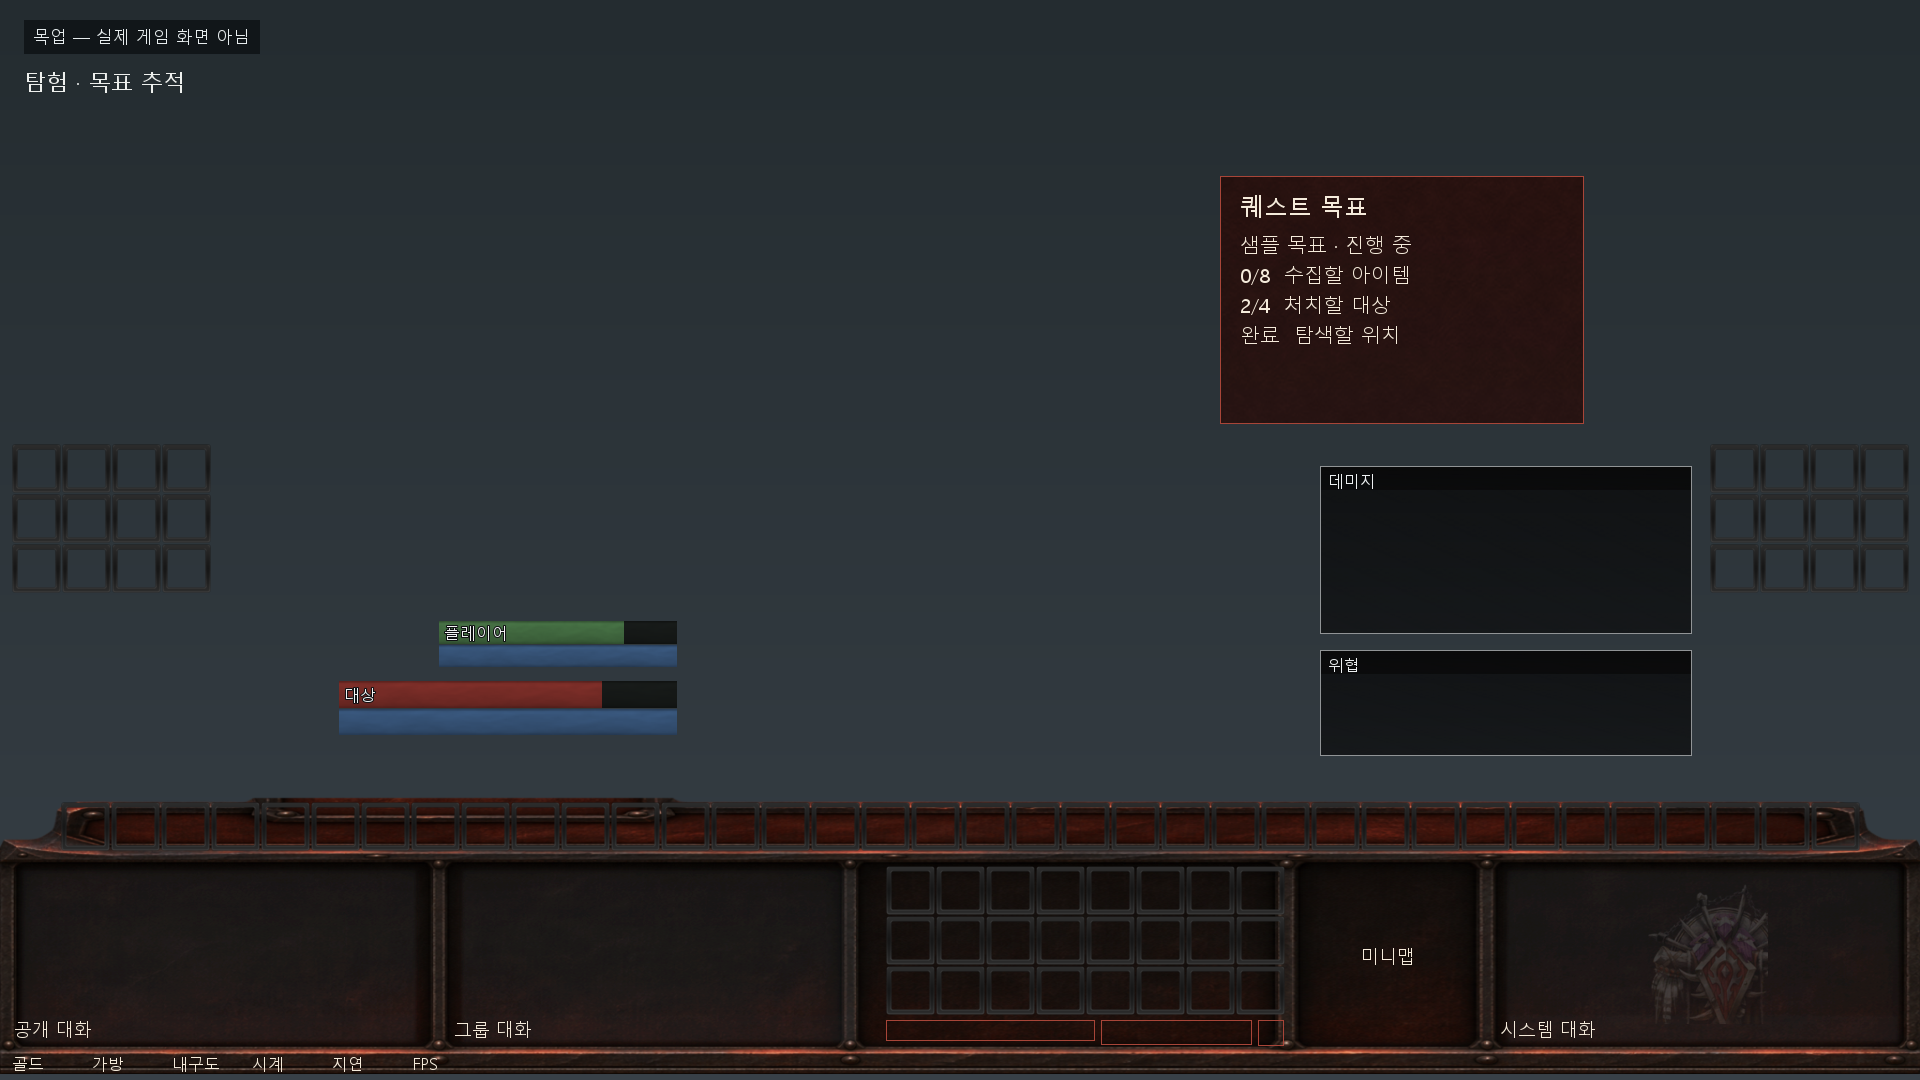 목업 — 실제 게임 화면 아님
탐험 · 목표 추적
퀘스트 목표
샘플 목표 · 진행 중
0/8 수집할 아이템
2/4 처치할 대상
완료 탐색할 위치
데미지
플레이어
위협
대상
미니맵
공개 대화
그룹 대화
시스템 대화
골드 가방 내구도 시계 지연 FPS